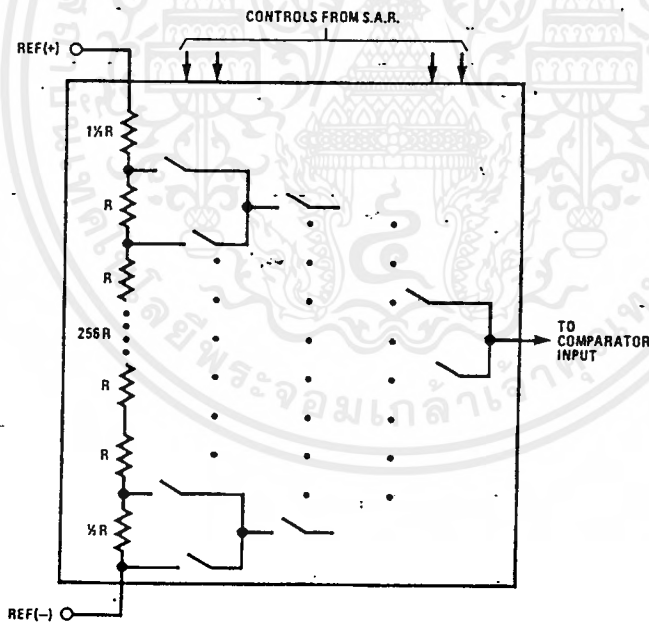 CONTROLS FROM S.A.R.
REF(+)
1½R
R
R
256R
R
R
½R
TO
COMPARATOR
INPUT
REF(−)